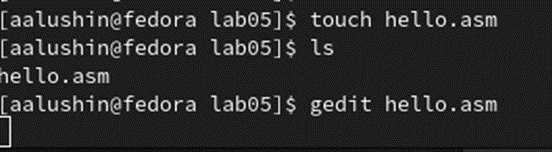 [aalushin@fedora lab05]$ touch hello.asm
[aalushin@fedora lab05]$ ls
hello.asm
[aalushin@fedora lab05]$ gedit hello.asm